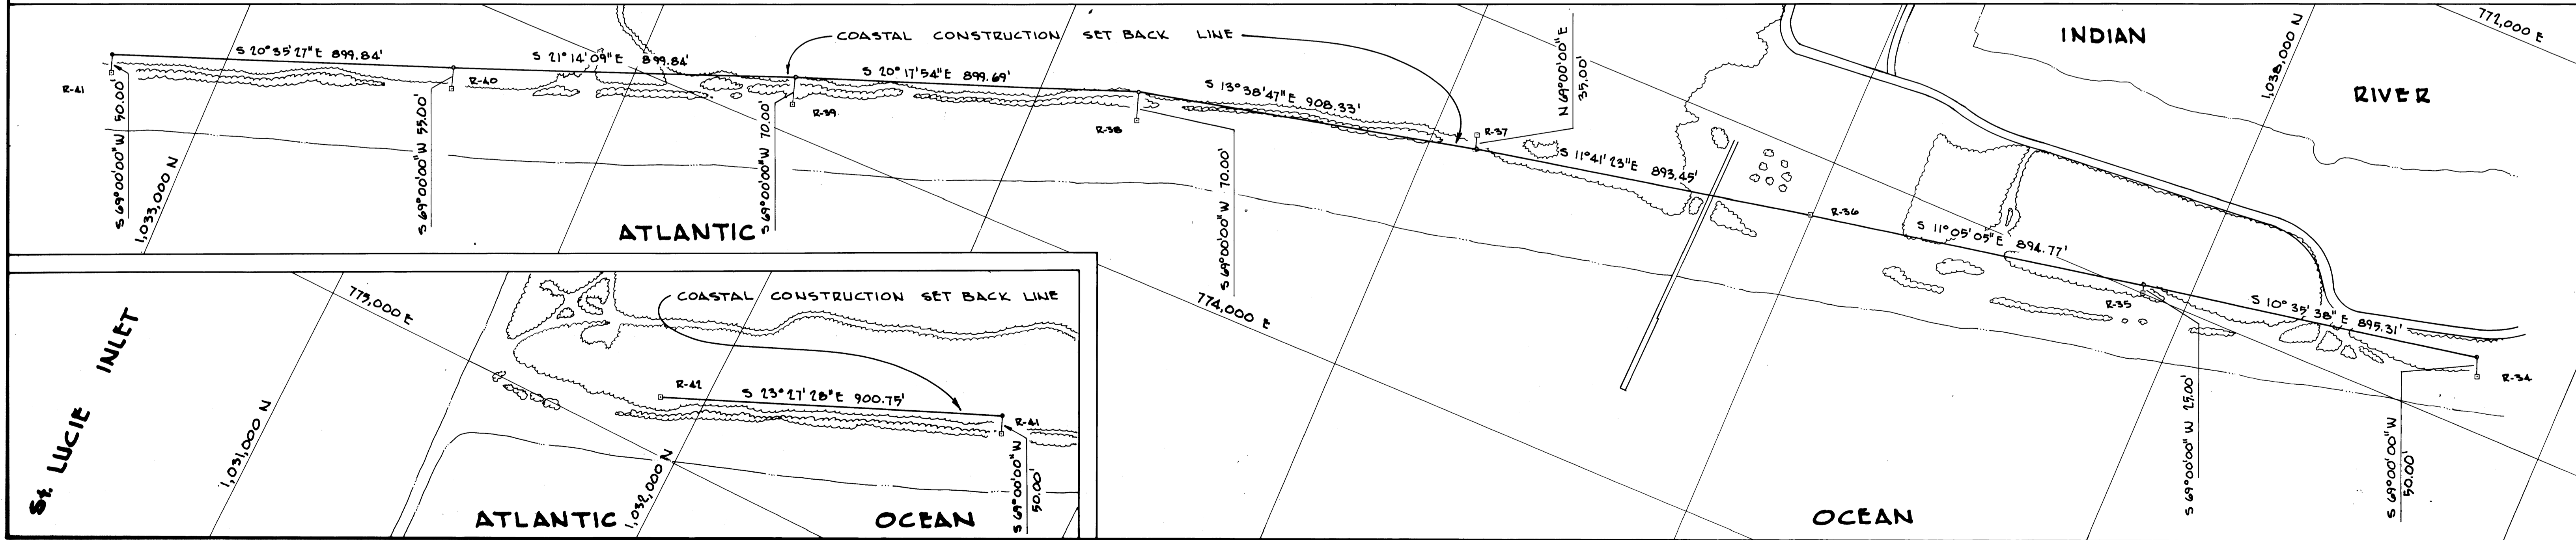 COASTAL CONSTRUCTION SET BACK LINE
S 20°35'27"E 899.84'
S 21°14'09"E 899.84'
S 20°17'54"E 899.69'
S 13°38'47"E 908.33'
S 11°41'23"E 893.45'
S 11°05'05"E 894.77'
S 10°35'38"E 895.31'
R-41
R-40
R-39
R-38
R-37
R-36
R-35
R-34
S 69°00'00"W 50.00'
S 69°00'00"W 55.00'
S 69°00'00"W 70.00'
S 69°00'00"W 70.00'
N 69°00'00"E
35.00'
S 69°00'00"W 25.00'
S 69°00'00"W
50.00'
1,033,000 N
1,038,000 N
772,000 E
774,000 E
INDIAN
RIVER
ATLANTIC
OCEAN
St. LUCIE INLET
773,000 E
COASTAL CONSTRUCTION SET BACK LINE
R-42
S 23°27'28"E 900.75'
R-41
S 69°00'00"W
50.00'
1,031,000 N
1,032,000 N
ATLANTIC
OCEAN